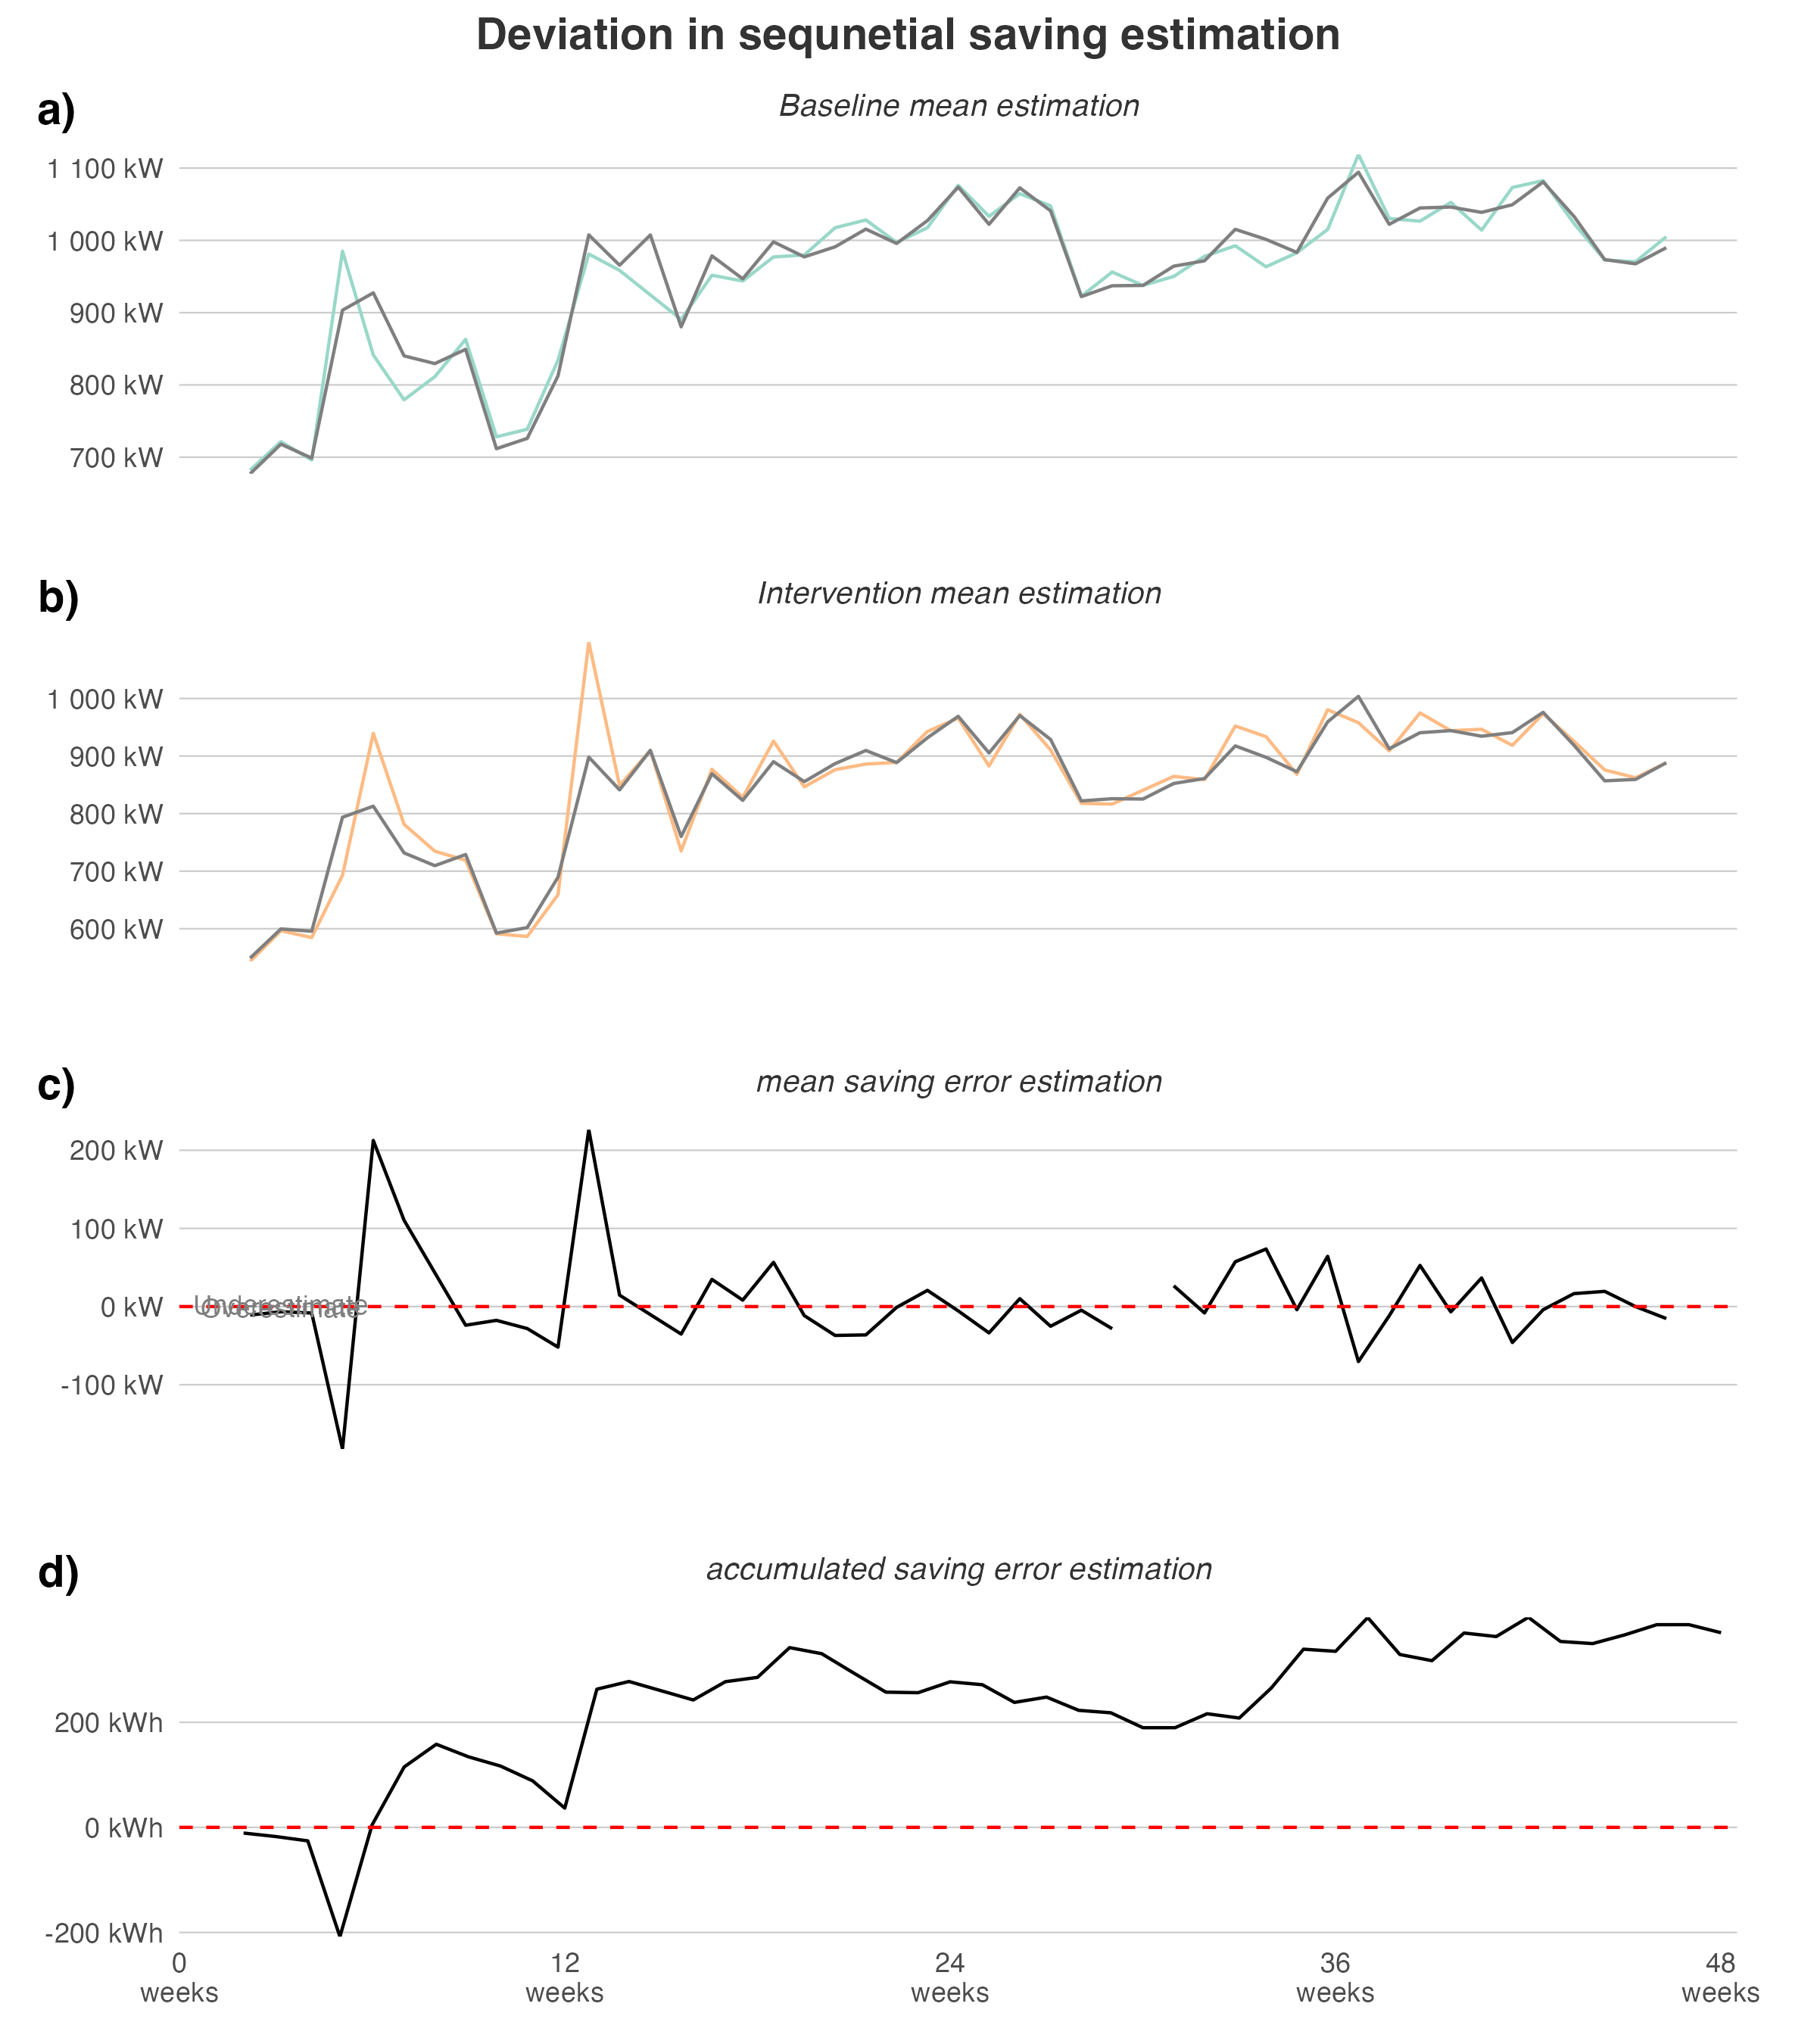 Deviation in sequnetial saving estimation
a)
Baseline mean estimation
1 100 kW
1 000 kW
900 kW
800 kW
700 kW
b)
Intervention mean estimation
1 000 kW
900 kW
800 kW
700 kW
600 kW
c)
mean saving error estimation
200 kW
100 kW
0 kW
-100 kW
Underestimate
Overestimate
d)
accumulated saving error estimation
200 kWh
0 kWh
-200 kWh
0 12 24 36 48
weeks weeks weeks weeks weeks